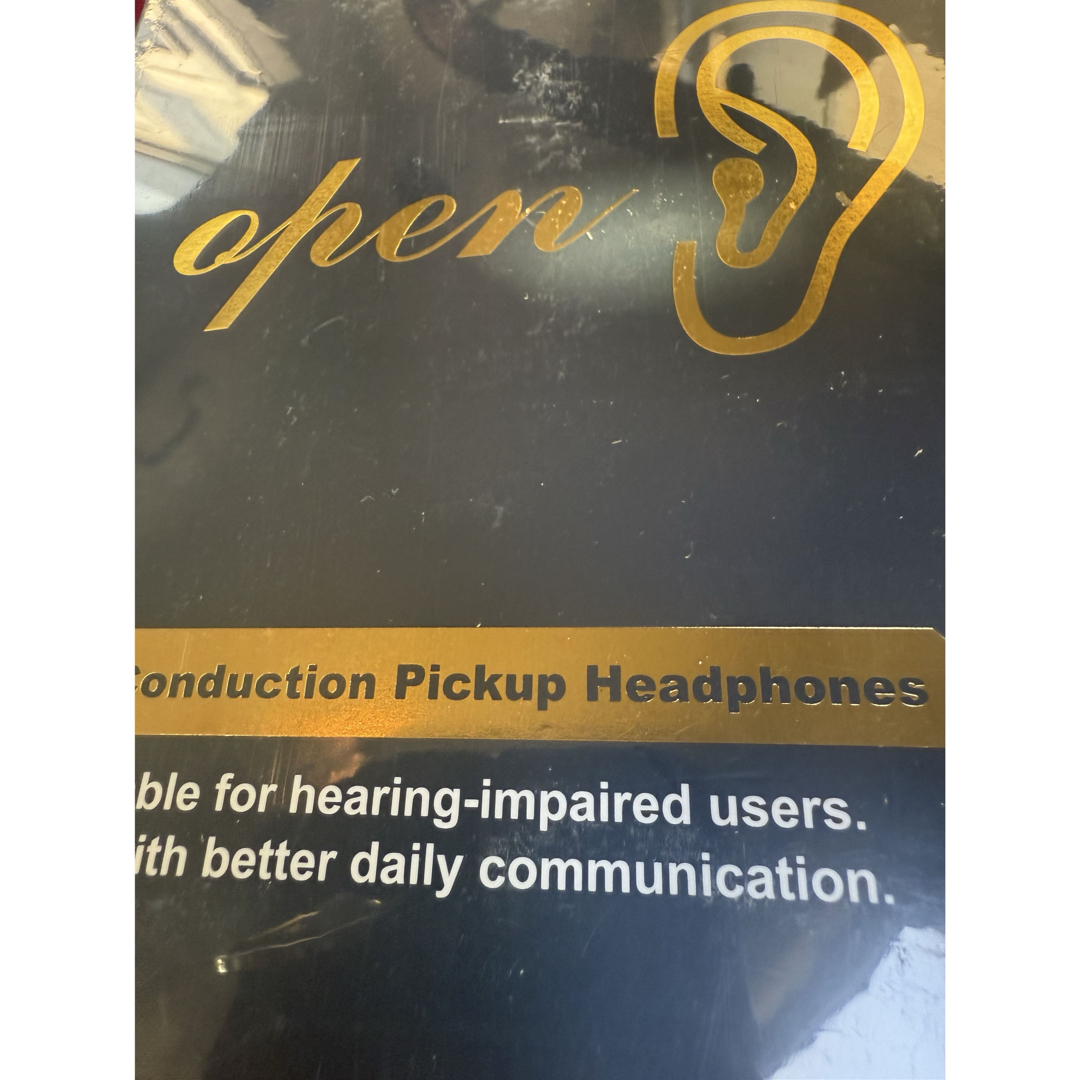 open
Conduction Pickup Headphones
ble for hearing-impaired users.
ith better daily communication.